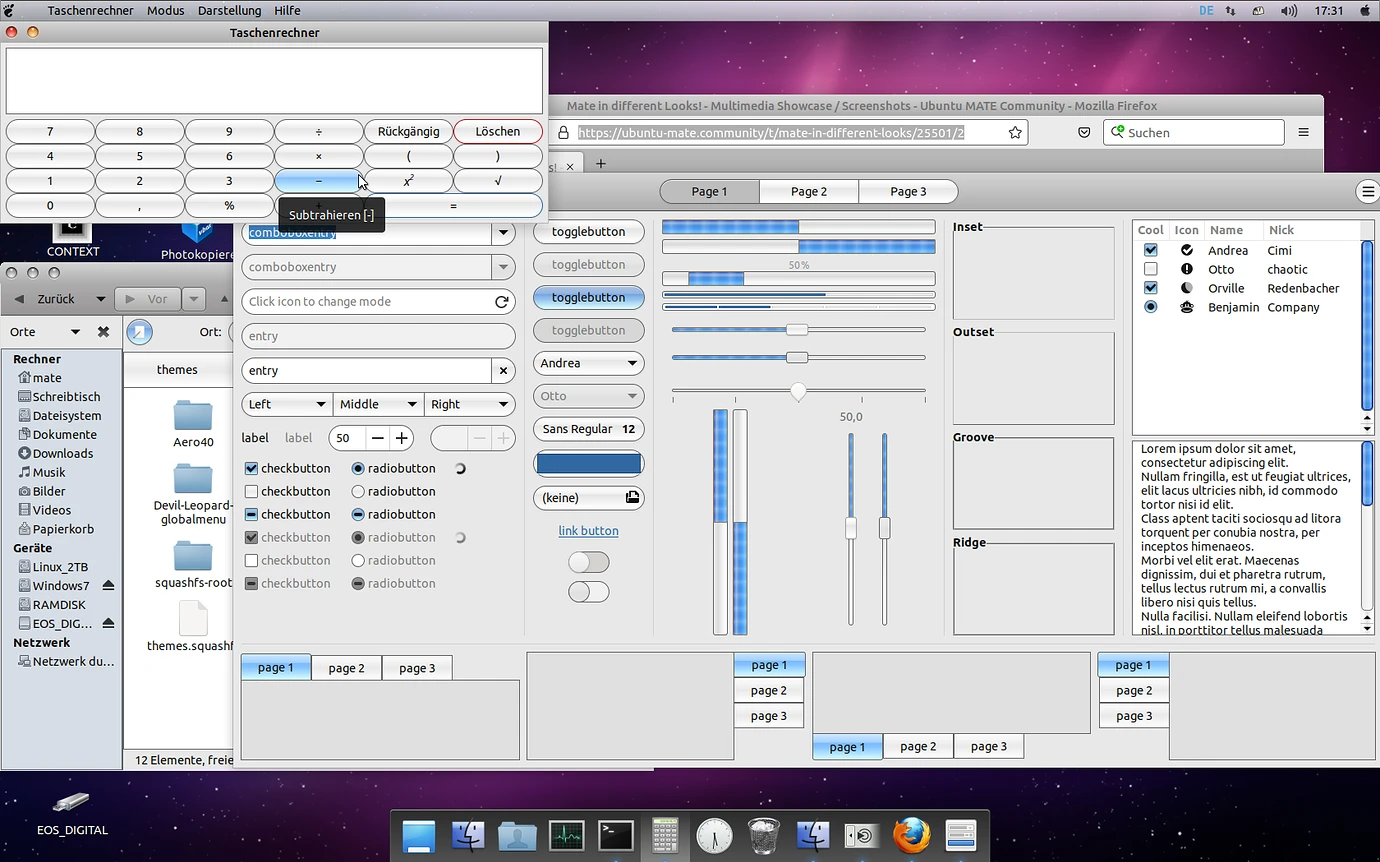 Taschenrechner Modus Darstellung Hilfe
DE 17:31
Taschenrechner
7 8 9 ÷ Rückgängig Löschen
4 5 6 × ( )
1 2 3 − x² √
0 , % + =
Subtrahieren [-]
Mate in different Looks! - Multimedia Showcase / Screenshots - Ubuntu MATE Community - Mozilla Firefox
https://ubuntu-mate.community/t/mate-in-different-looks/25501/2
Suchen
Page 1 Page 2 Page 3
CONTEXT
Photokopiere
Zurück Vor
Orte
Ort:
Rechner
mate
Schreibtisch
Dateisystem
Dokumente
Downloads
Musik
Bilder
Videos
Papierkorb
Geräte
Linux_2TB
Windows7
RAMDISK
EOS_DIG...
Netzwerk
Netzwerk du...
themes
Aero40
Devil-Leopard-
globalmenu
squashfs-root
themes.squashf
12 Elemente, freie
comboboxentry
comboboxentry
Click icon to change mode
entry
entry
Left Middle Right
label label 50
checkbutton radiobutton
checkbutton radiobutton
checkbutton radiobutton
checkbutton radiobutton
checkbutton radiobutton
checkbutton radiobutton
togglebutton
togglebutton
togglebutton
togglebutton
Andrea
Otto
Sans Regular 12
(keine)
link button
50%
50,0
Inset
Outset
Groove
Ridge
Cool Icon Name Nick
Andrea Cimi
Otto chaotic
Orville Redenbacher
Benjamin Company
Lorem ipsum dolor sit amet,
consectetur adipiscing elit.
Nullam fringilla, est ut feugiat ultrices,
elit lacus ultricies nibh, id commodo
tortor nisi id elit.
Class aptent taciti sociosqu ad litora
torquent per conubia nostra, per
inceptos himenaeos.
Morbi vel elit erat. Maecenas
dignissim, dui et pharetra rutrum,
tellus lectus rutrum mi, a convallis
libero nisi quis tellus.
Nulla facilisi. Nullam eleifend lobortis
nisl, in porttitor tellus malesuada
page 1 page 2 page 3
page 1
page 2
page 3
page 1 page 2 page 3
page 1
page 2
page 3
EOS_DIGITAL